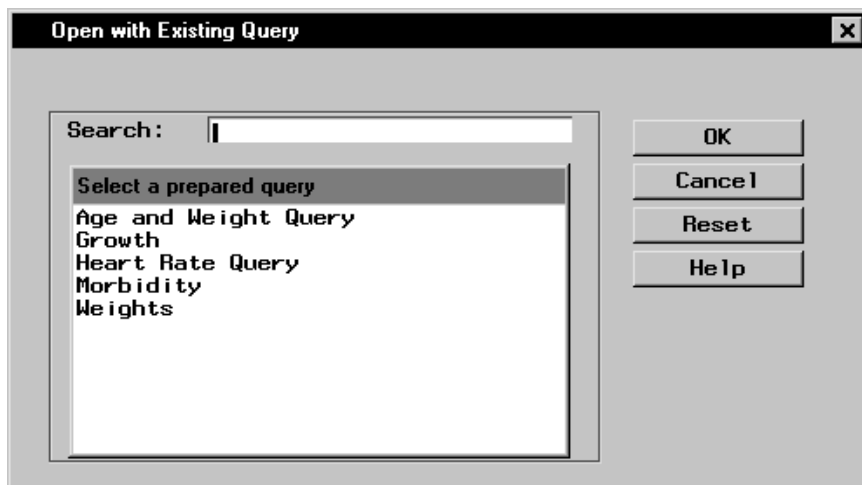 Open with Existing Query
Search:
Select a prepared query
Age and Weight Query
Growth
Heart Rate Query
Morbidity
Weights
OK
Cancel
Reset
Help